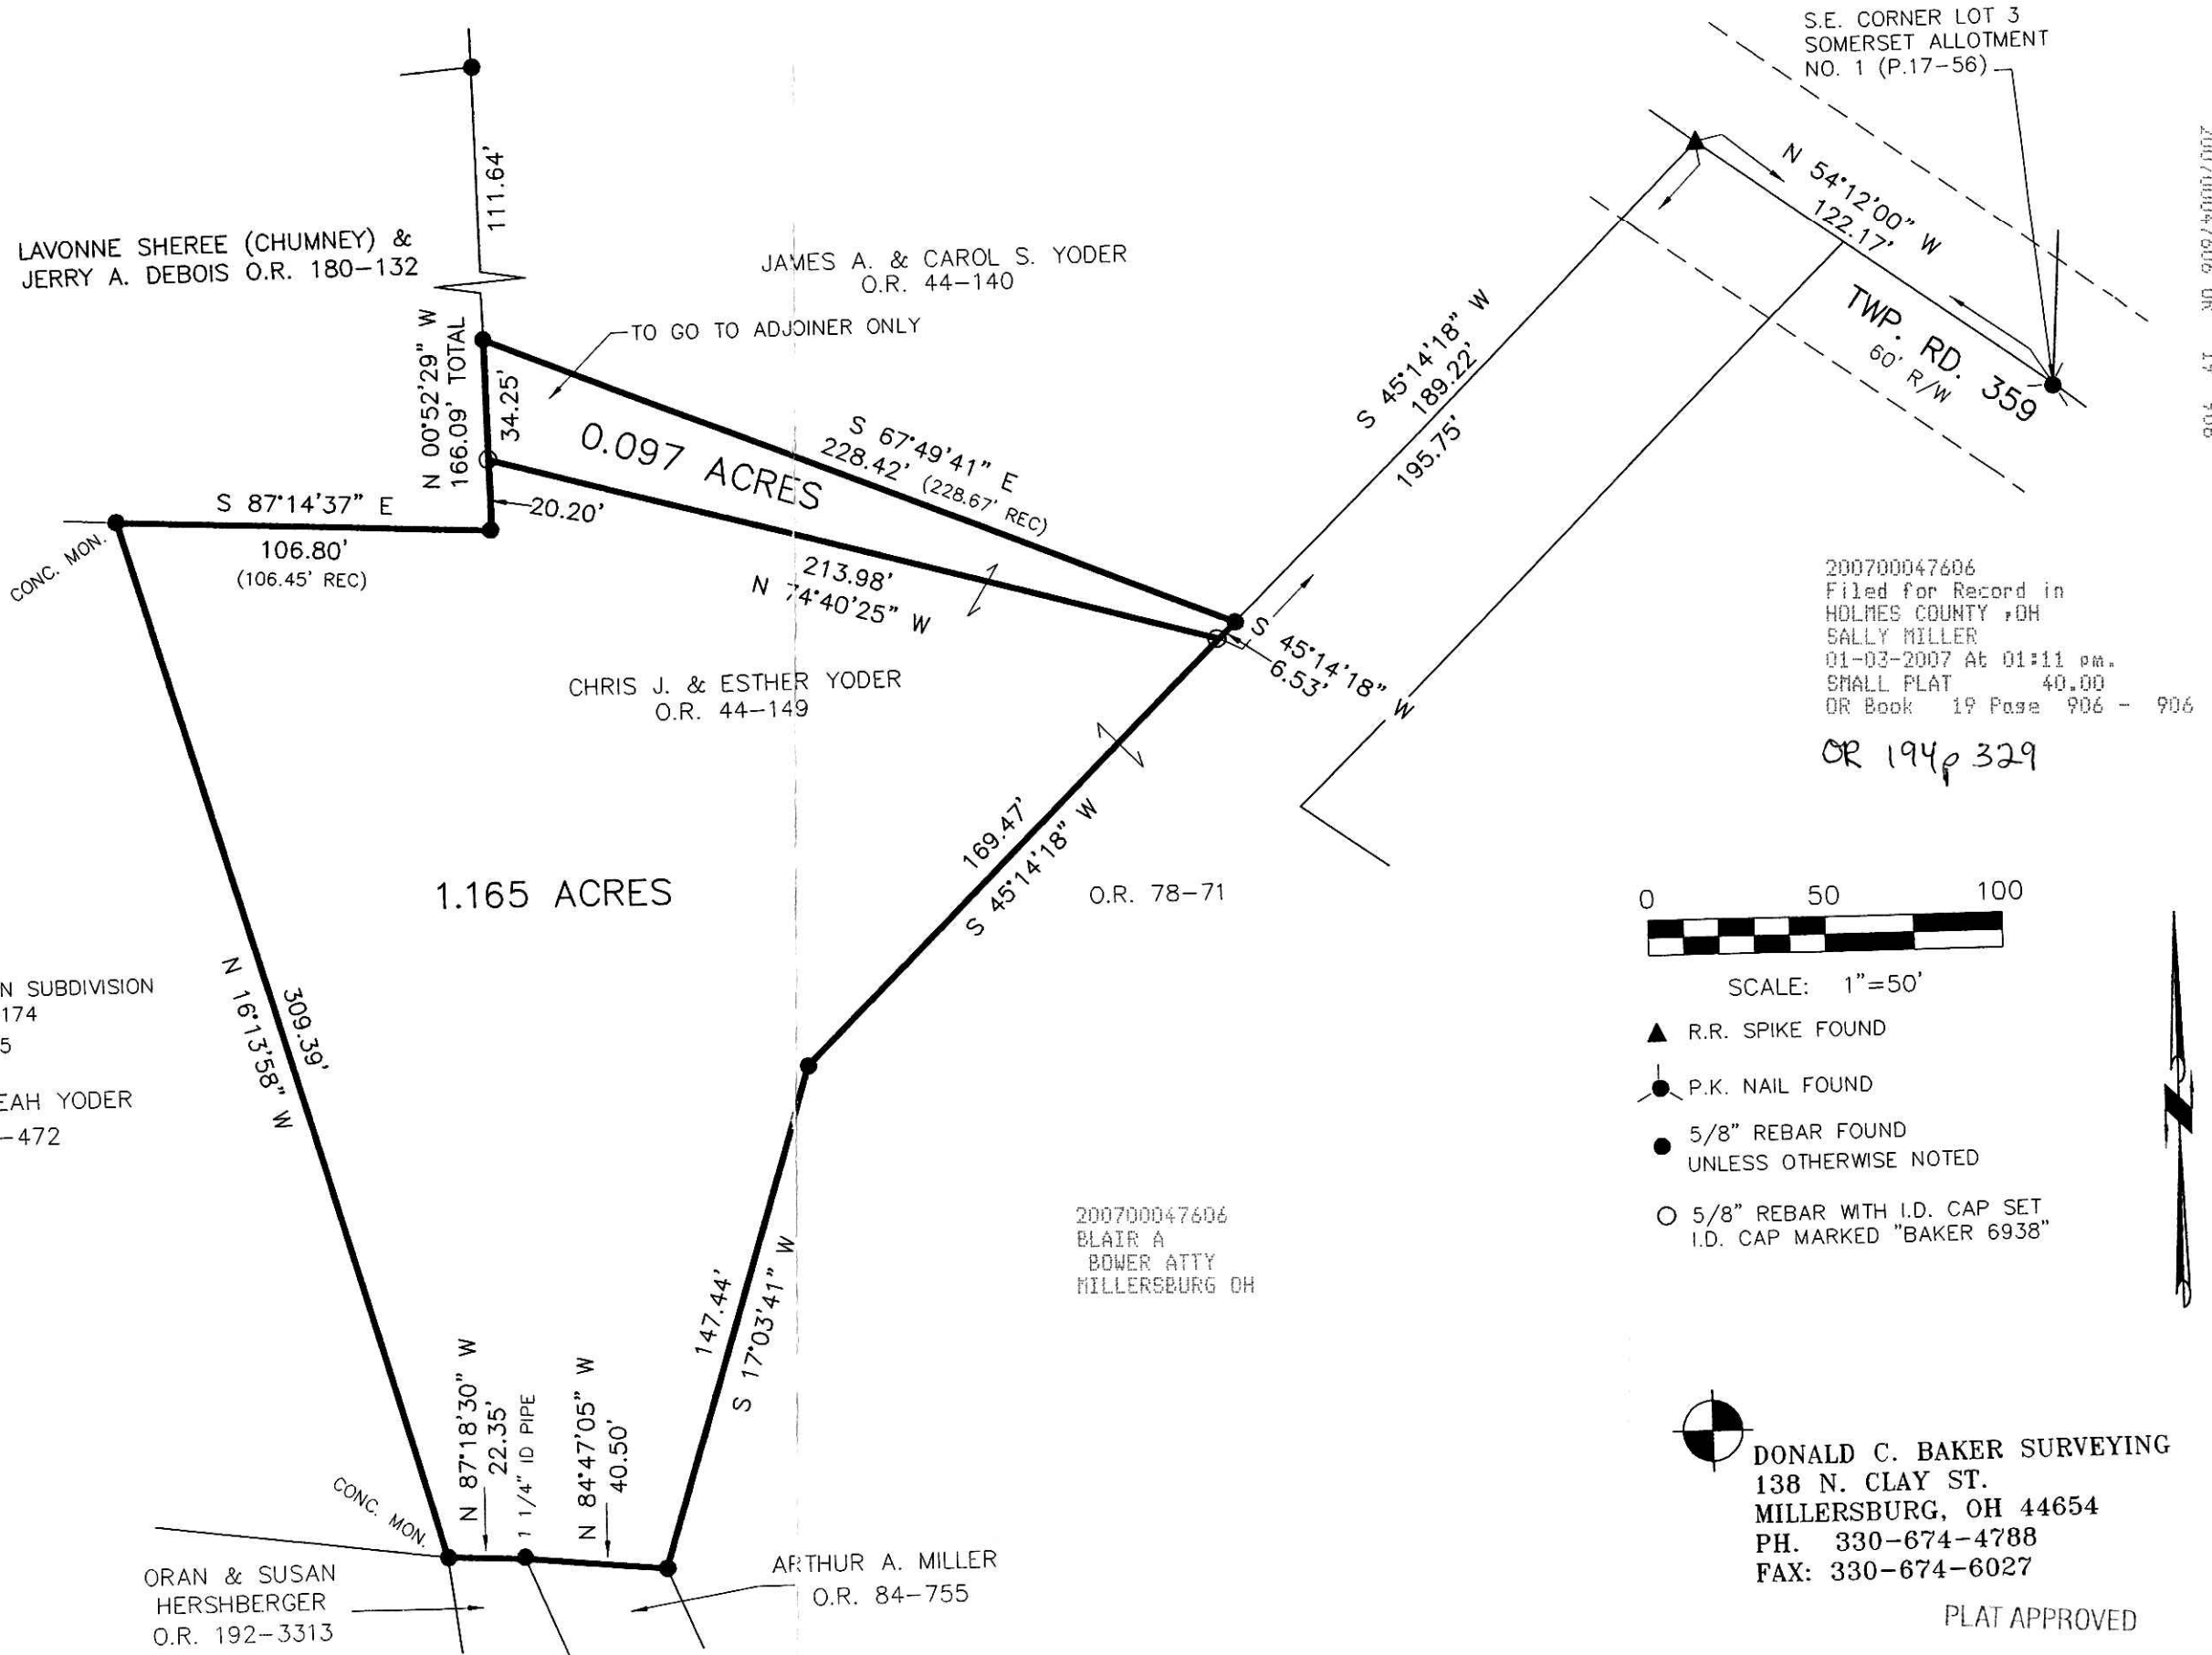 S.E. CORNER LOT 3
SOMERSET ALLOTMENT
NO. 1 (P.17-56)
111.64'
LAVONNE SHEREE (CHUMNEY) &
JERRY A. DEBOIS O.R. 180-132
JAMES A. & CAROL S. YODER
O.R. 44-140
TO GO TO ADJOINER ONLY
N 54°12'00" W
122.17'
TWP. RD. 359
60' R/W
N 00°52'29" W
166.09' TOTAL
34.25'
S 45°14'18" W
189.22'
195.75'
0.097 ACRES
S 67°49'41" E
228.42' (228.67' REC)
20.20'
S 87°14'37" E
106.80'
(106.45' REC)
CONC. MON.
213.98'
N 74°40'25" W
S 45°14'18" W
6.53'
CHRIS J. & ESTHER YODER
O.R. 44-149
200700047606
Filed for Record in
HOLMES COUNTY ,OH
SALLY MILLER
01-03-2007 At 01:11 pm.
SMALL PLAT 40.00
OR Book 19 Page 906 - 906
OR 194p 329
169.47'
S 45°14'18" W
1.165 ACRES
O.R. 78-71
0 50 100
SCALE: 1"=50'
R.R. SPIKE FOUND
P.K. NAIL FOUND
5/8" REBAR FOUND
UNLESS OTHERWISE NOTED
5/8" REBAR WITH I.D. CAP SET
I.D. CAP MARKED "BAKER 6938"
N SUBDIVISION
174
5
EAH YODER
-472
309.39'
N 16°13'58" W
200700047606
BLAIR A
BOWER ATTY
MILLERSBURG OH
147.44'
S 17°03'41" W
N 87°18'30" W
22.35'
1 1/4" ID PIPE
N 84°47'05" W
40.50'
CONC. MON.
ORAN & SUSAN
HERSHBERGER
O.R. 192-3313
ARTHUR A. MILLER
O.R. 84-755
DONALD C. BAKER SURVEYING
138 N. CLAY ST.
MILLERSBURG, OH 44654
PH. 330-674-4788
FAX: 330-674-6027
PLAT APPROVED